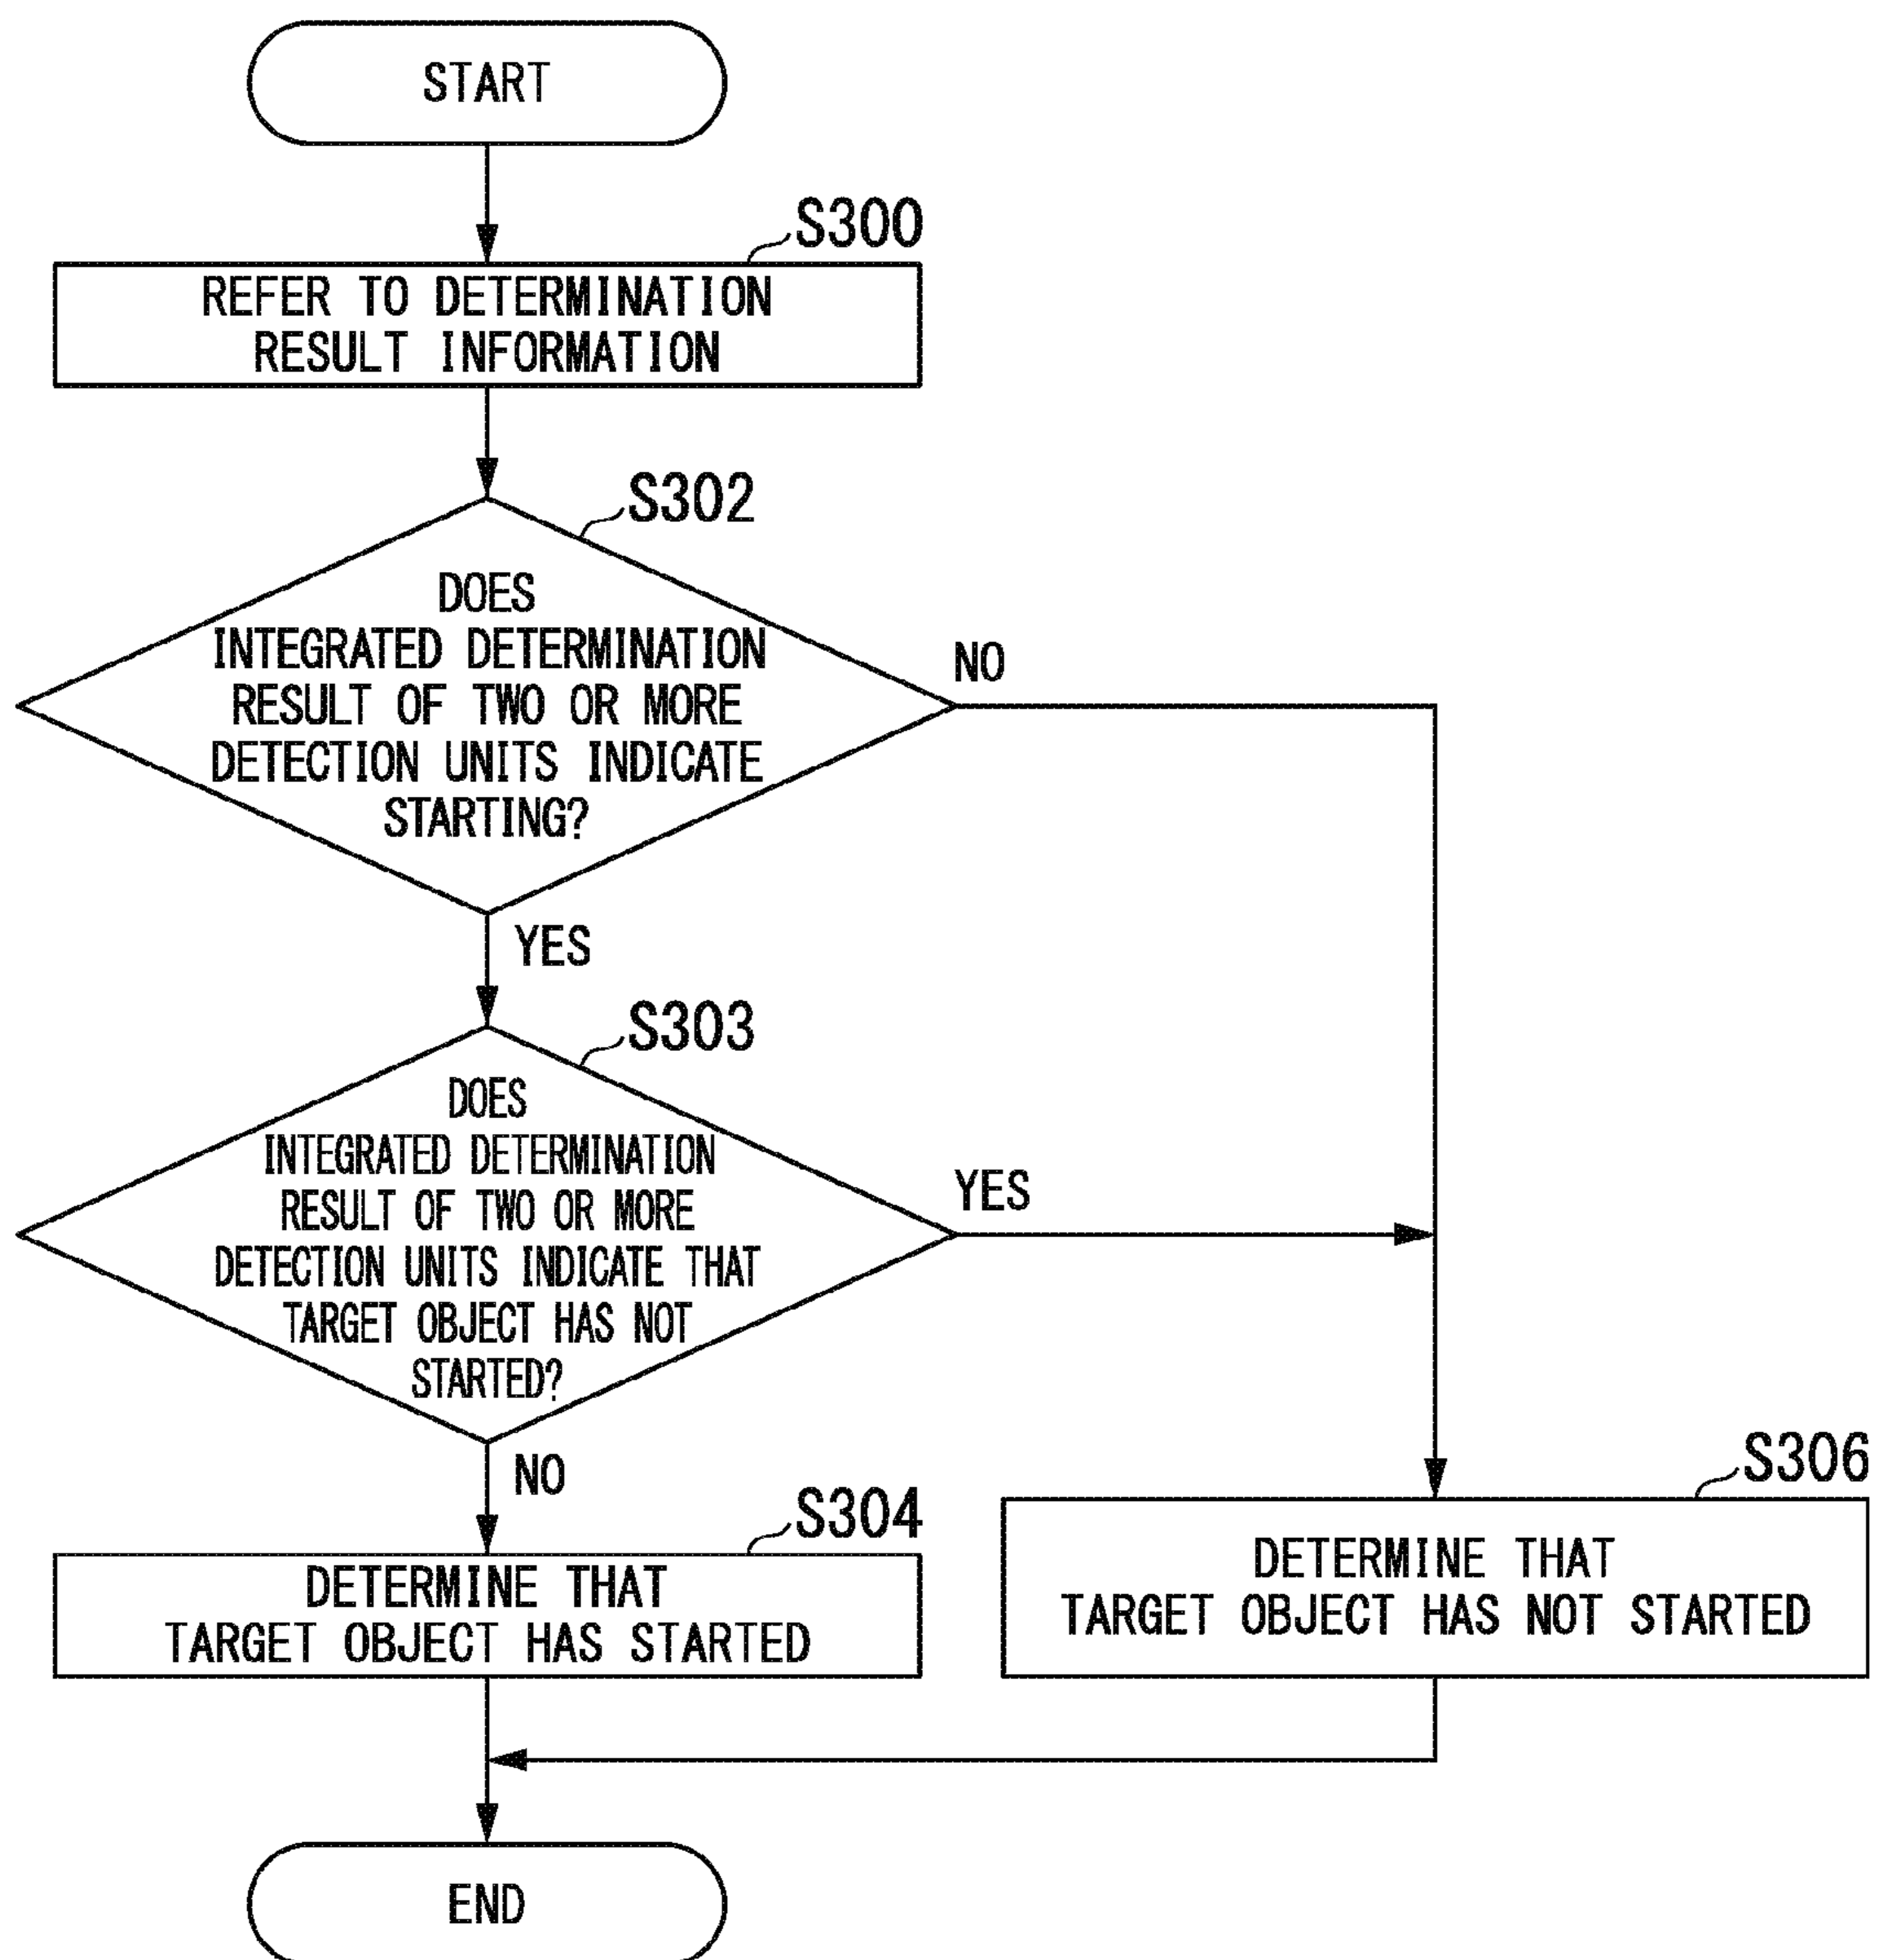 START
S300
REFER TO DETERMINATION
RESULT INFORMATION
S302
DOES
INTEGRATED DETERMINATION
RESULT OF TWO OR MORE
DETECTION UNITS INDICATE
STARTING?
NO
YES
S303
DOES
INTEGRATED DETERMINATION
RESULT OF TWO OR MORE
DETECTION UNITS INDICATE THAT
TARGET OBJECT HAS NOT
STARTED?
YES
NO
S304
DETERMINE THAT
TARGET OBJECT HAS STARTED
S306
DETERMINE THAT
TARGET OBJECT HAS NOT STARTED
END